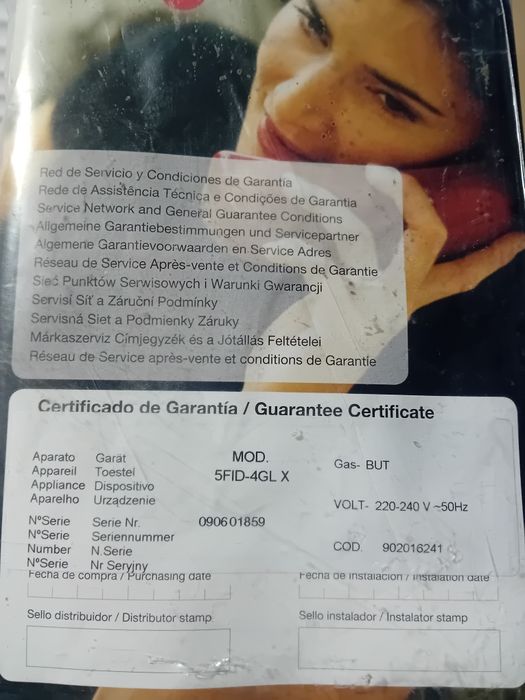 Red de Servicio y Condiciones de Garantía
Rede de Assistência Técnica e Condições de Garantia
Service Network and General Guarantee Conditions
Allgemeine Garantiebestimmungen und Servicepartner
Algemene Garantievoorwaarden en Service Adres
Réseau de Service Après-vente et Conditions de Garantie
Sieć Punktów Serwisowych i Warunki Gwarancji
Servisí Síť a Záruční Podmínky
Servisná Siet a Podmienky Záruky
Márkaszerviz Címjegyzék és a Jótállás Feltételei
Réseau de Service après-vente et conditions de Garantie
Certificado de Garantía / Guarantee Certificate
Aparato Garät MOD.
Appareil Toestel 5FID-4GL X Gas- BUT
Appliance Dispositivo
Aparelho Urządzenie VOLT- 220-240 V ~50Hz
NºSerie Serie Nr. 090601859
NºSerie Seriennummer
Number N.Serie COD. 902016241
NºSerie Nr Seryjny
Fecha de compra / Purchasing date Fecha de instalación / Instalation date
Sello distribuidor / Distributor stamp Sello instalador / Instalator stamp